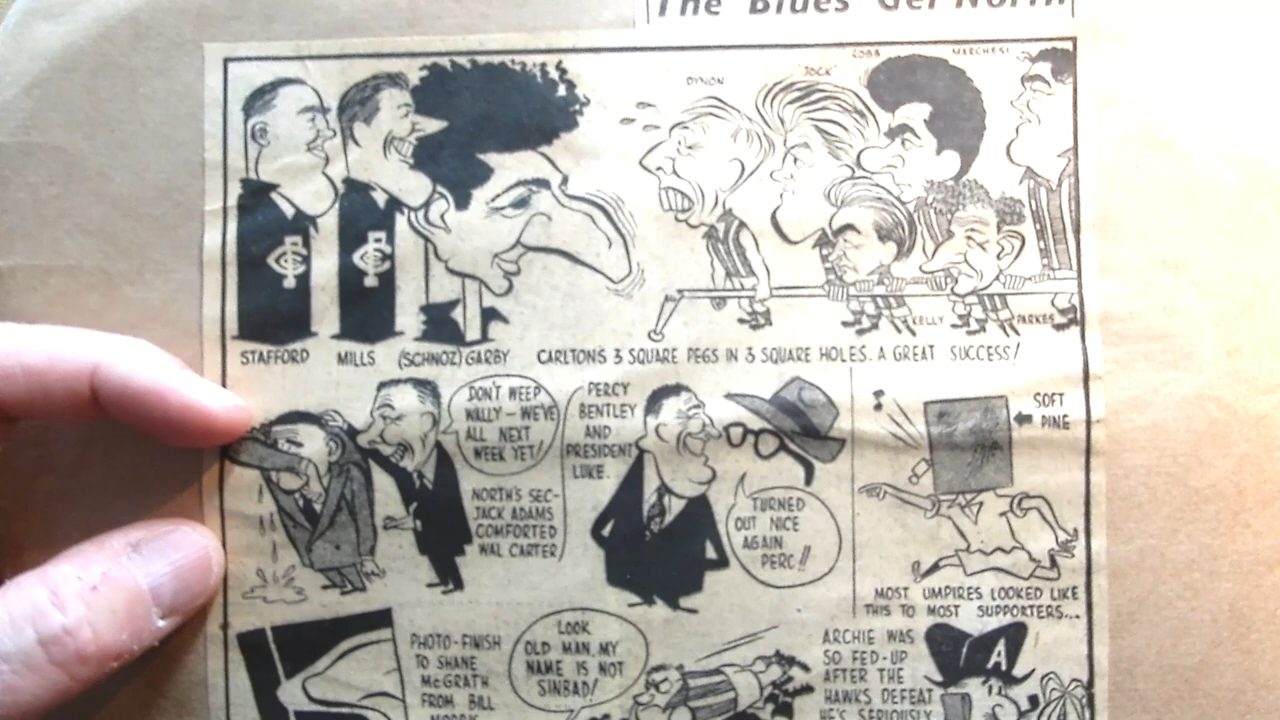 The Blues Get North
DYNON
'JOCK'
COBB
MARCHESI
KELLY
PARKES
STAFFORD
MILLS
(SCHNOZ) GARBY
CARLTON'S 3 SQUARE PEGS IN 3 SQUARE HOLES. A GREAT SUCCESS!
DON'T WEEP
WALLY — WE'VE
ALL NEXT
WEEK YET!
NORTH'S SEC-
JACK ADAMS
COMFORTED
WAL CARTER
PERCY
BENTLEY
AND
PRESIDENT
LUKE.
TURNED
OUT NICE
AGAIN
PERC!!
SOFT
PINE
MOST UMPIRES LOOKED LIKE
THIS TO MOST SUPPORTERS...
PHOTO-FINISH
TO SHANE
McGRATH
FROM BILL
MORRIS
LOOK
OLD MAN, MY
NAME IS NOT
SINBAD!
ARCHIE WAS
SO FED-UP
AFTER THE
HAWKS DEFEAT
HE'S SERIOUSLY
A